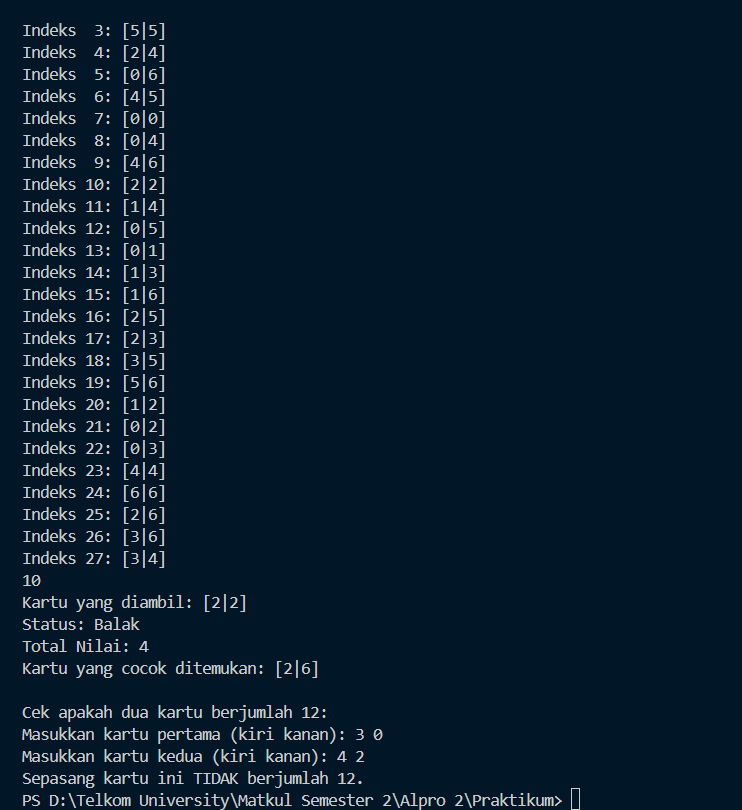 Indeks  3: [5|5]
Indeks  4: [2|4]
Indeks  5: [0|6]
Indeks  6: [4|5]
Indeks  7: [0|0]
Indeks  8: [0|4]
Indeks  9: [4|6]
Indeks 10: [2|2]
Indeks 11: [1|4]
Indeks 12: [0|5]
Indeks 13: [0|1]
Indeks 14: [1|3]
Indeks 15: [1|6]
Indeks 16: [2|5]
Indeks 17: [2|3]
Indeks 18: [3|5]
Indeks 19: [5|6]
Indeks 20: [1|2]
Indeks 21: [0|2]
Indeks 22: [0|3]
Indeks 23: [4|4]
Indeks 24: [6|6]
Indeks 25: [2|6]
Indeks 26: [3|6]
Indeks 27: [3|4]
10
Kartu yang diambil: [2|2]
Status: Balak
Total Nilai: 4
Kartu yang cocok ditemukan: [2|6]

Cek apakah dua kartu berjumlah 12:
Masukkan kartu pertama (kiri kanan): 3 0
Masukkan kartu kedua (kiri kanan): 4 2
Sepasang kartu ini TIDAK berjumlah 12.
PS D:\Telkom University\Matkul Semester 2\Alpro 2\Praktikum>